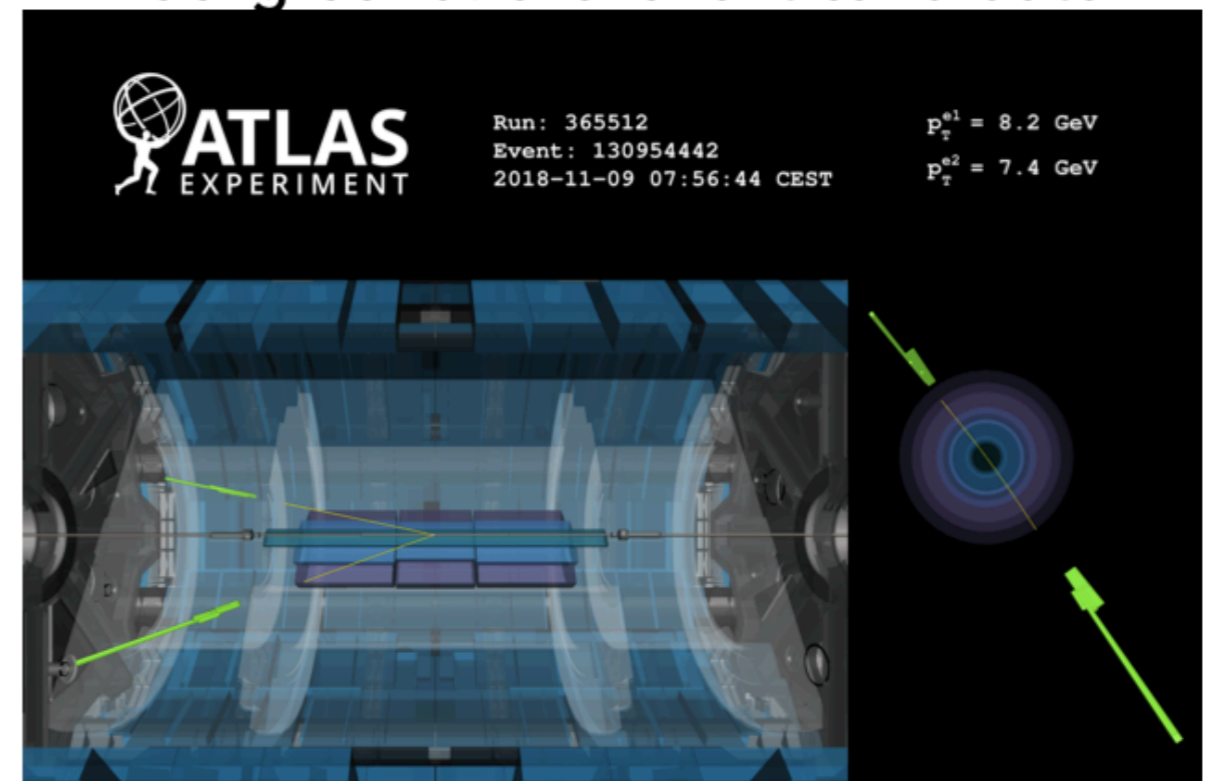 ATLAS
EXPERIMENT
Run: 365512
Event: 130954442
2018-11-09 07:56:44 CEST
p_T^e1 = 8.2 GeV
p_T^e2 = 7.4 GeV